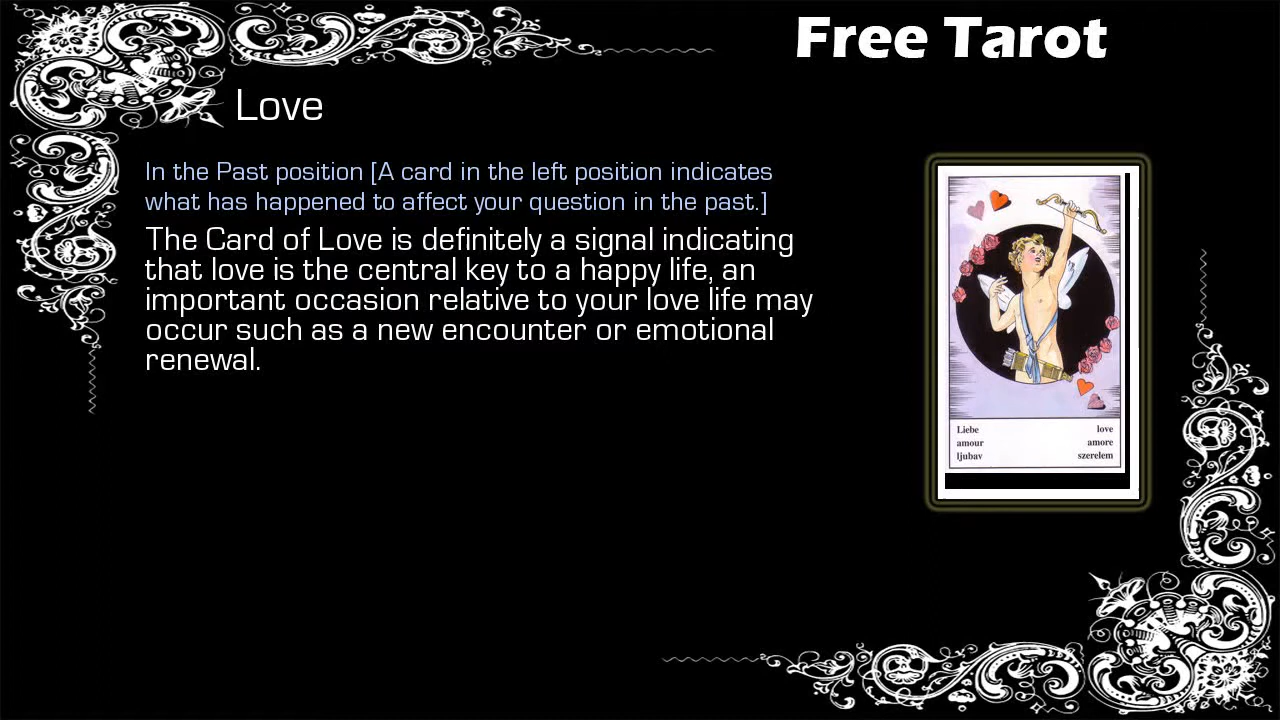 Free Tarot
Love
In the Past position [A card in the left position indicates
what has happened to affect your question in the past.]
The Card of Love is definitely a signal indicating
that love is the central key to a happy life, an
important occasion relative to your love life may
occur such as a new encounter or emotional
renewal.
Liebe love
amour amore
ljubav szerelem